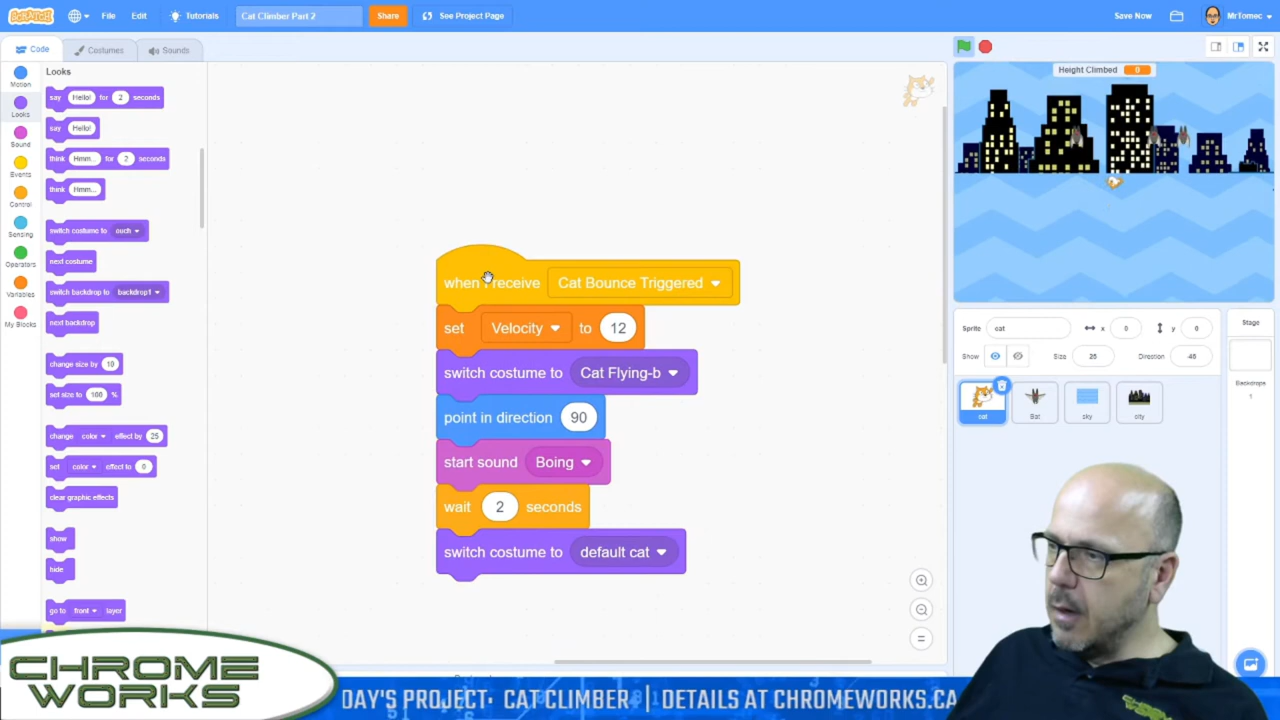 SCRATCH File Edit Tutorials Cat Climber Part 2 Share See Project Page Save Now MrTomec
Code Costumes Sounds
Motion
Looks
Sound
Events
Control
Sensing
Operators
Variables
My Blocks
Looks
say Hello! for 2 seconds
say Hello!
think Hmm... for 2 seconds
think Hmm...
switch costume to ouch
next costume
switch backdrop to backdrop1
next backdrop
change size by 10
set size to 100 %
change color effect by 25
set color effect to 0
clear graphic effects
show
hide
go to front layer
when I receive Cat Bounce Triggered
set Velocity to 12
switch costume to Cat Flying-b
point in direction 90
start sound Boing
wait 2 seconds
switch costume to default cat
Height Climbed 0
Sprite cat x 0 y 0
Show Size Direction 46
cat Bat sky city
Stage
Backdrops
1
CHROME
WORKS
DAY'S PROJECT: CAT CLIMBER | DETAILS AT CHROMEWORKS.CA